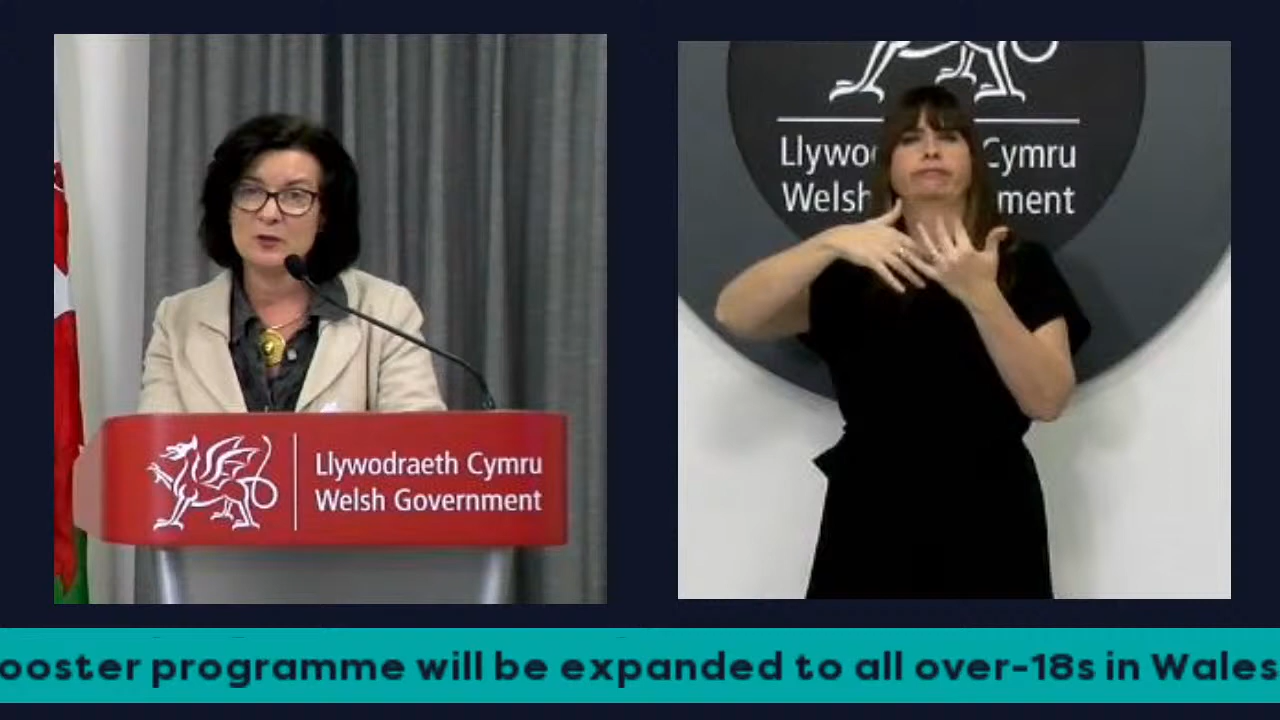 Llywo Cymru
Welsh ment
Llywodraeth Cymru
Welsh Government
ooster programme will be expanded to all over-18s in Wales